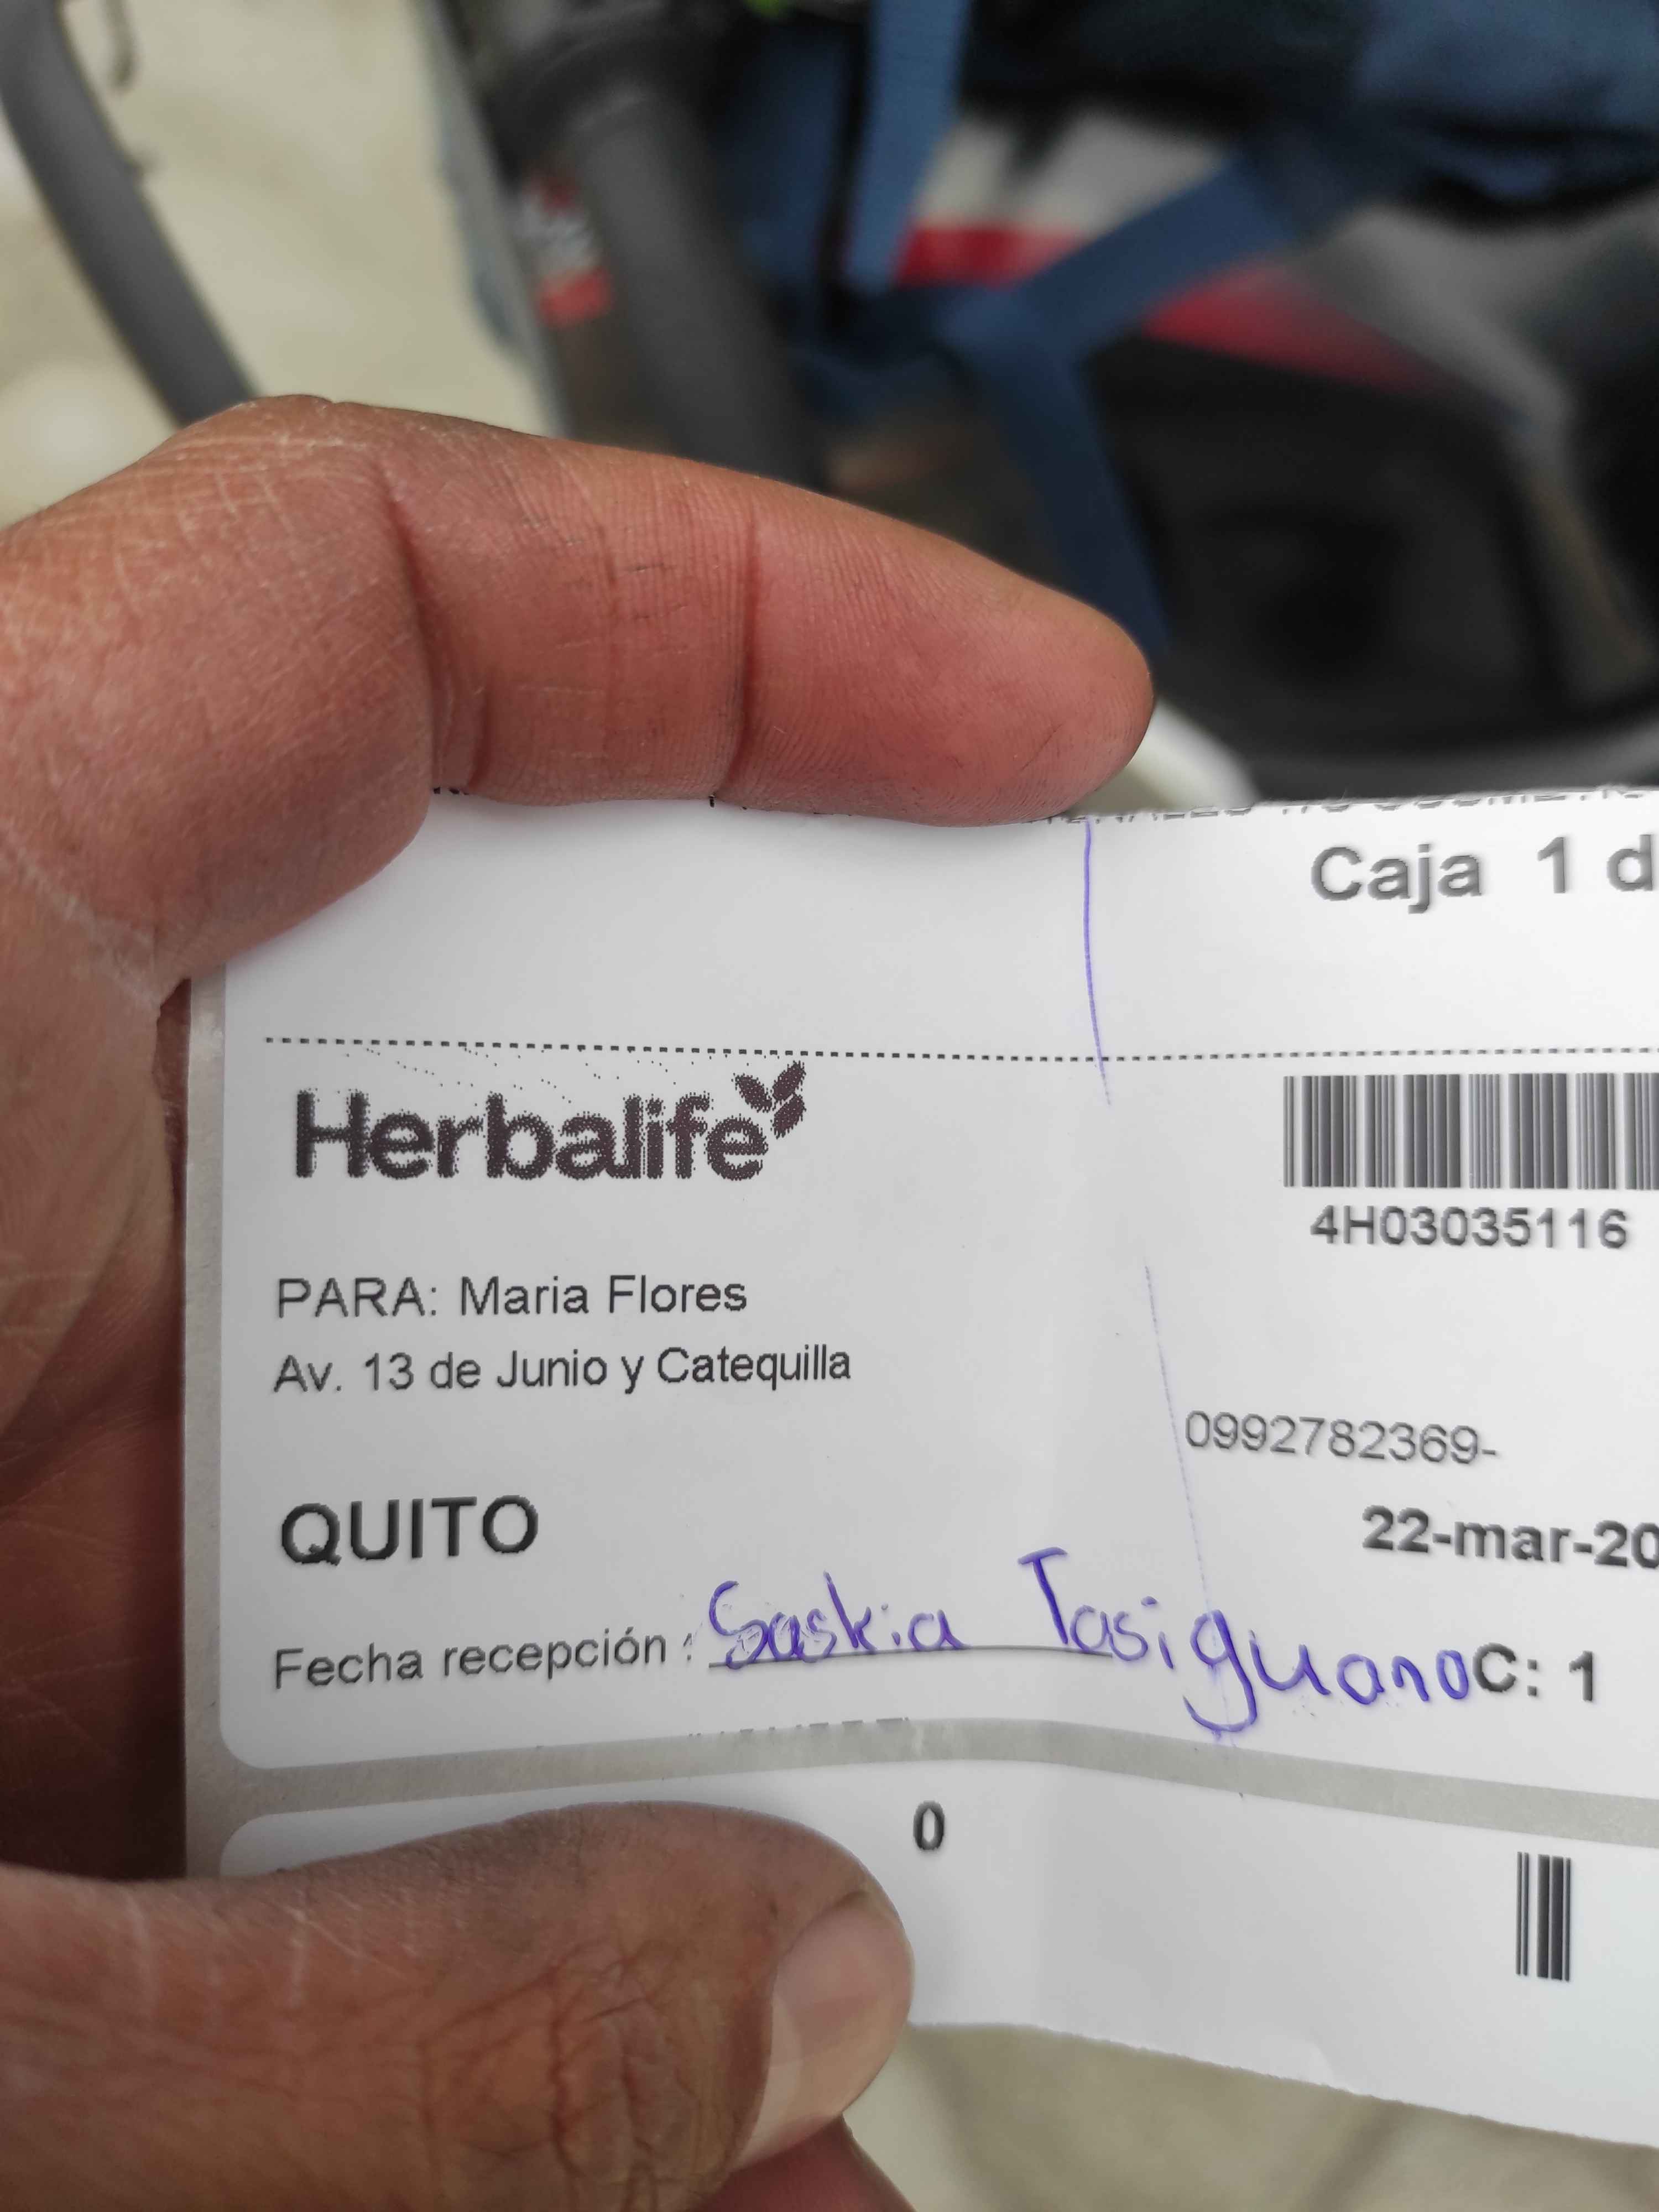 Caja 1 d
Herbalife
4H03035116
PARA: Maria Flores
Av. 13 de Junio y Catequilla
0992782369-
QUITO
22-mar-20
Fecha recepción : Saskia Tasiguano C: 1
0